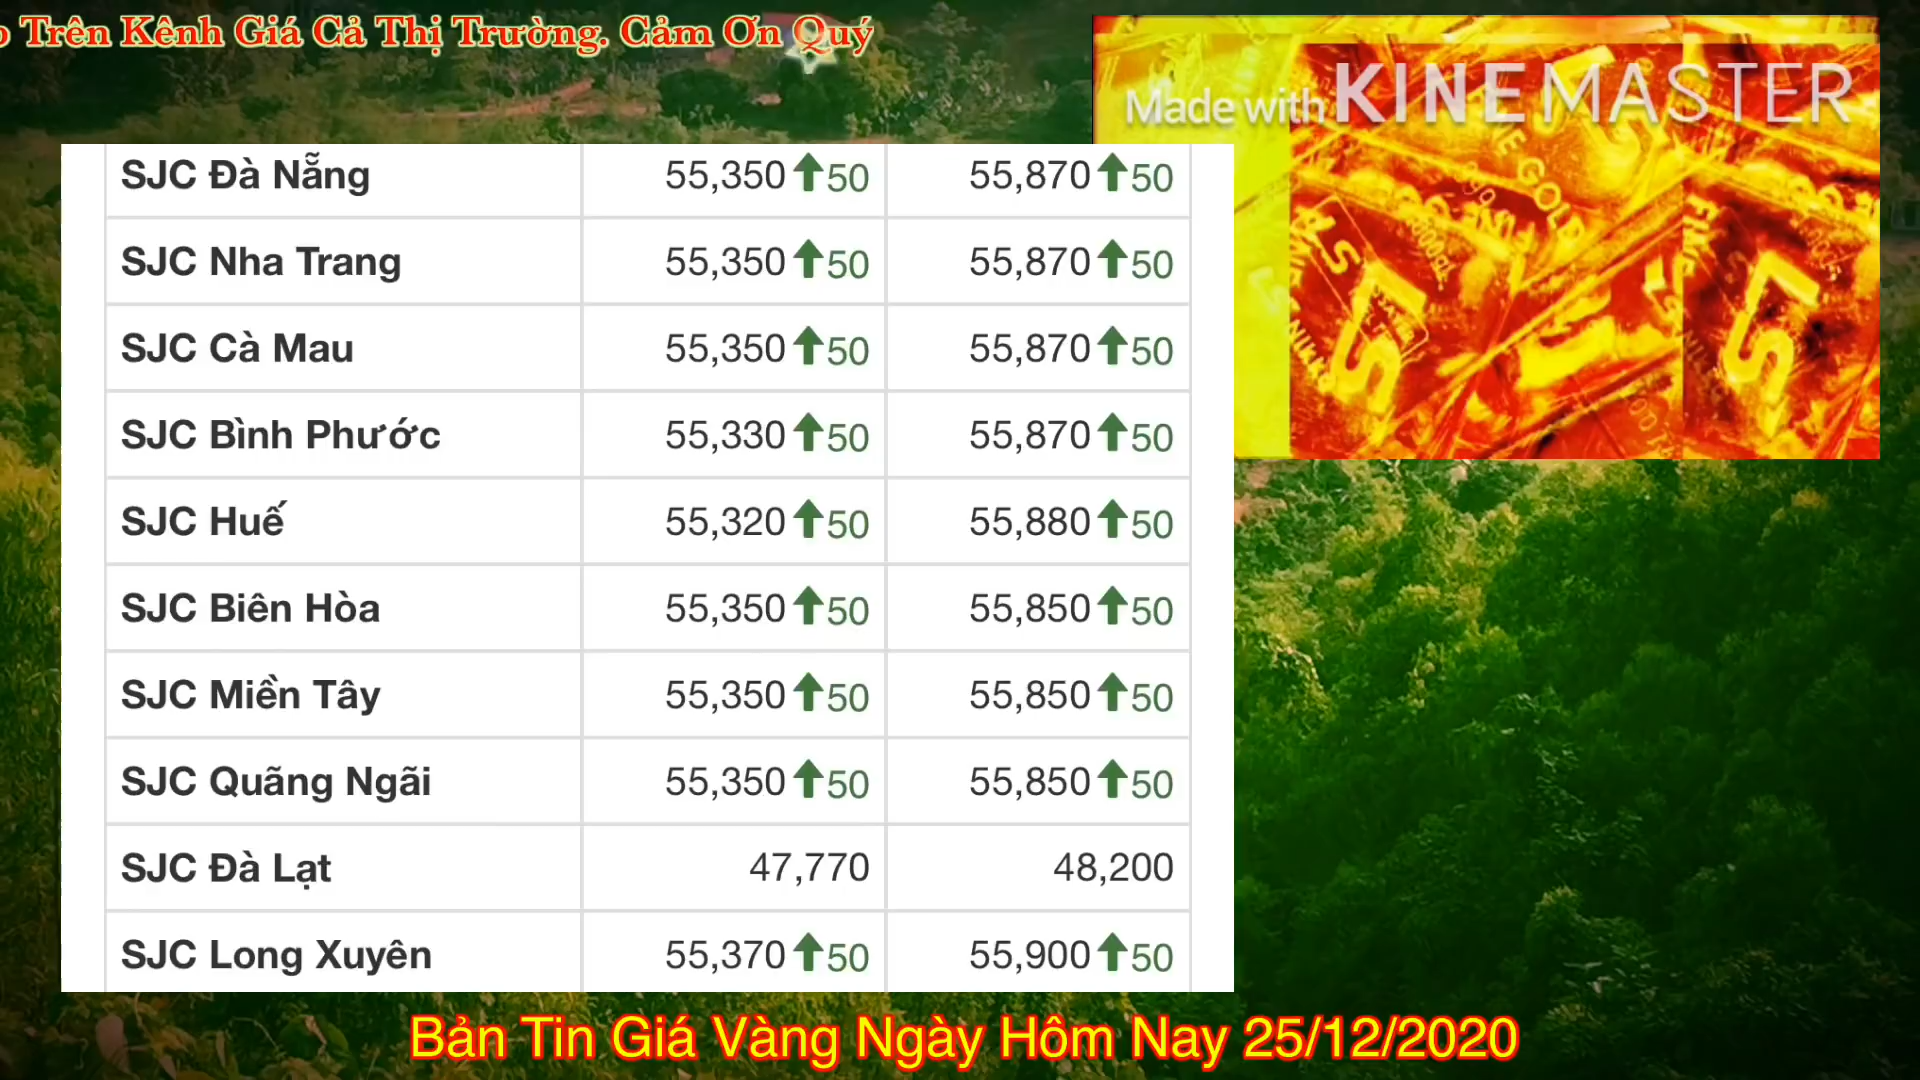 Trên Kênh Giá Cả Thị Trường. Cảm Ơn Quý
Made with KINEMASTER
SJC Đà Nẵng 55,350 50 55,870 50
SJC Nha Trang 55,350 50 55,870 50
SJC Cà Mau 55,350 50 55,870 50
SJC Bình Phước 55,330 50 55,870 50
SJC Huế 55,320 50 55,880 50
SJC Biên Hòa 55,350 50 55,850 50
SJC Miền Tây 55,350 50 55,850 50
SJC Quãng Ngãi 55,350 50 55,850 50
SJC Đà Lạt 47,770 48,200
SJC Long Xuyên 55,370 50 55,900 50
Bản Tin Giá Vàng Ngày Hôm Nay 25/12/2020